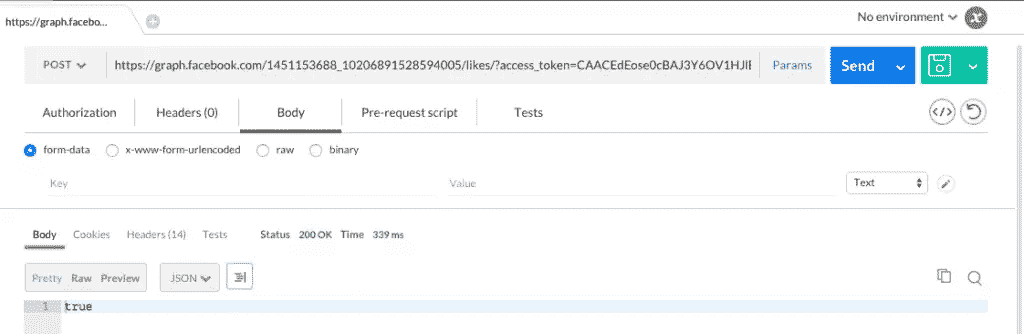 https://graph.facebo...
No environment
POST https://graph.facebook.com/1451153688_10206891528594005/likes/?access_token=CAACEdEose0cBAJ3Y6OV1HJlE Params Send
Authorization Headers (0) Body Pre-request script Tests
form-data x-www-form-urlencoded raw binary
Key Value Text
Body Cookies Headers (14) Tests Status 200 OK Time 339 ms
Pretty Raw Preview JSON
1 true